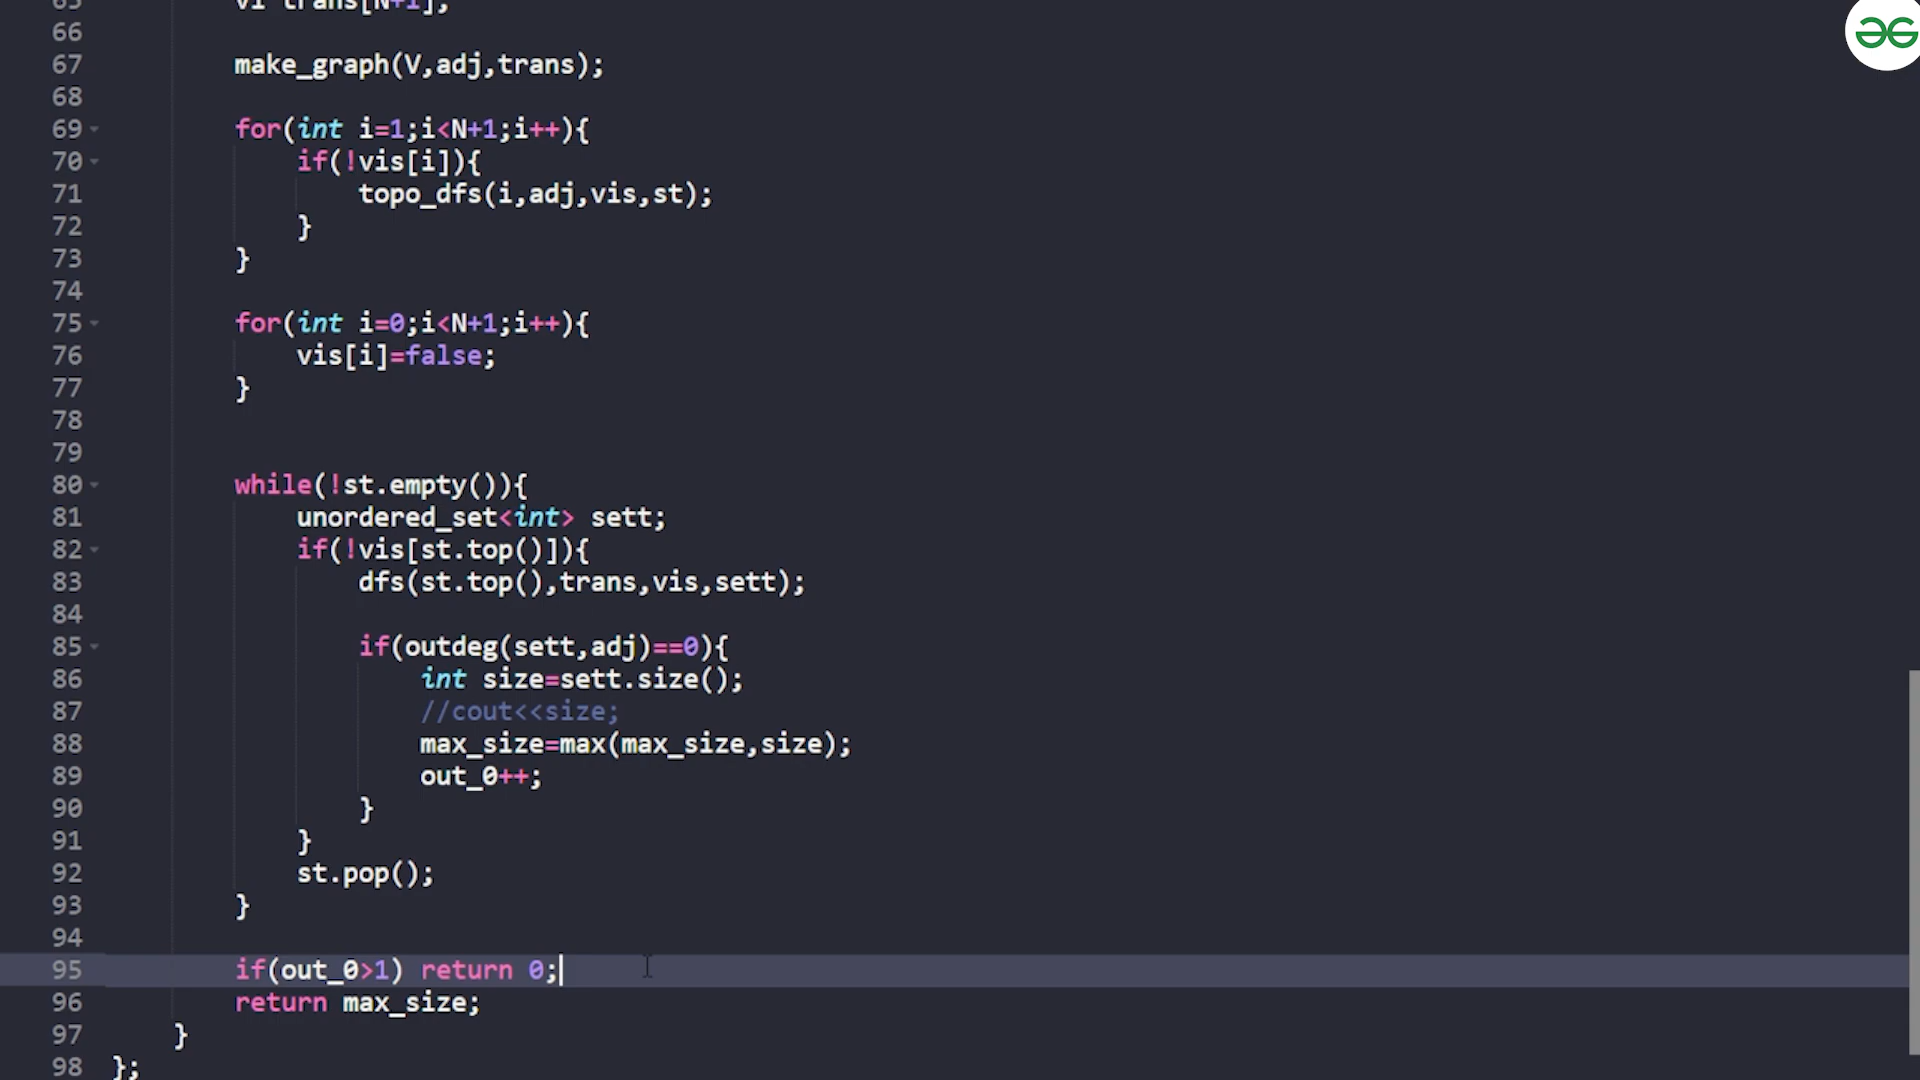 65 vi trans[N+1];
66
67 make_graph(V,adj,trans);
68
69 for(int i=1;i<N+1;i++){
70 if(!vis[i]){
71 topo_dfs(i,adj,vis,st);
72 }
73 }
74
75 for(int i=0;i<N+1;i++){
76 vis[i]=false;
77 }
78
79
80 while(!st.empty()){
81 unordered_set<int> sett;
82 if(!vis[st.top()]){
83 dfs(st.top(),trans,vis,sett);
84
85 if(outdeg(sett,adj)==0){
86 int size=sett.size();
87 //cout<<size;
88 max_size=max(max_size,size);
89 out_0++;
90 }
91 }
92 st.pop();
93 }
94
95 if(out_0>1) return 0;
96 return max_size;
97 }
98 };